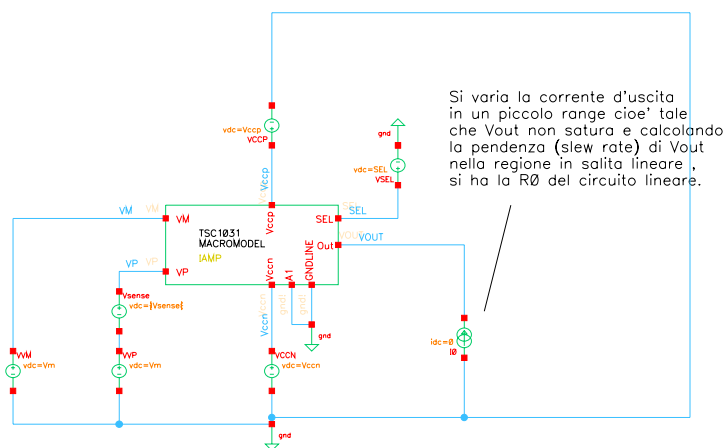 Si varia la corrente d'uscita
in un piccolo range cioe' tale
che Vout non satura e calcolando
la pendenza (slew rate) di Vout
nella regione in salita lineare ,
si ha la R0 del circuito lineare.
gnd
vdc=Vccp
VCCP
Vccp
vdc=SEL
VSEL
VM
VM
VM
Vccp
SEL
SEL
TSC1031
MACROMODEL
IAMP
Out
VOUT
VOUT
VP
VP
VP
Vccn
A1
GNDLINE
Vsense
vdc={Vsense}
Vccn
Vccn
gnd!
gnd!
gnd
idc=0
I0
VVM
vdc=Vm
VVP
vdc=Vm
VCCN
vdc=Vccn
gnd